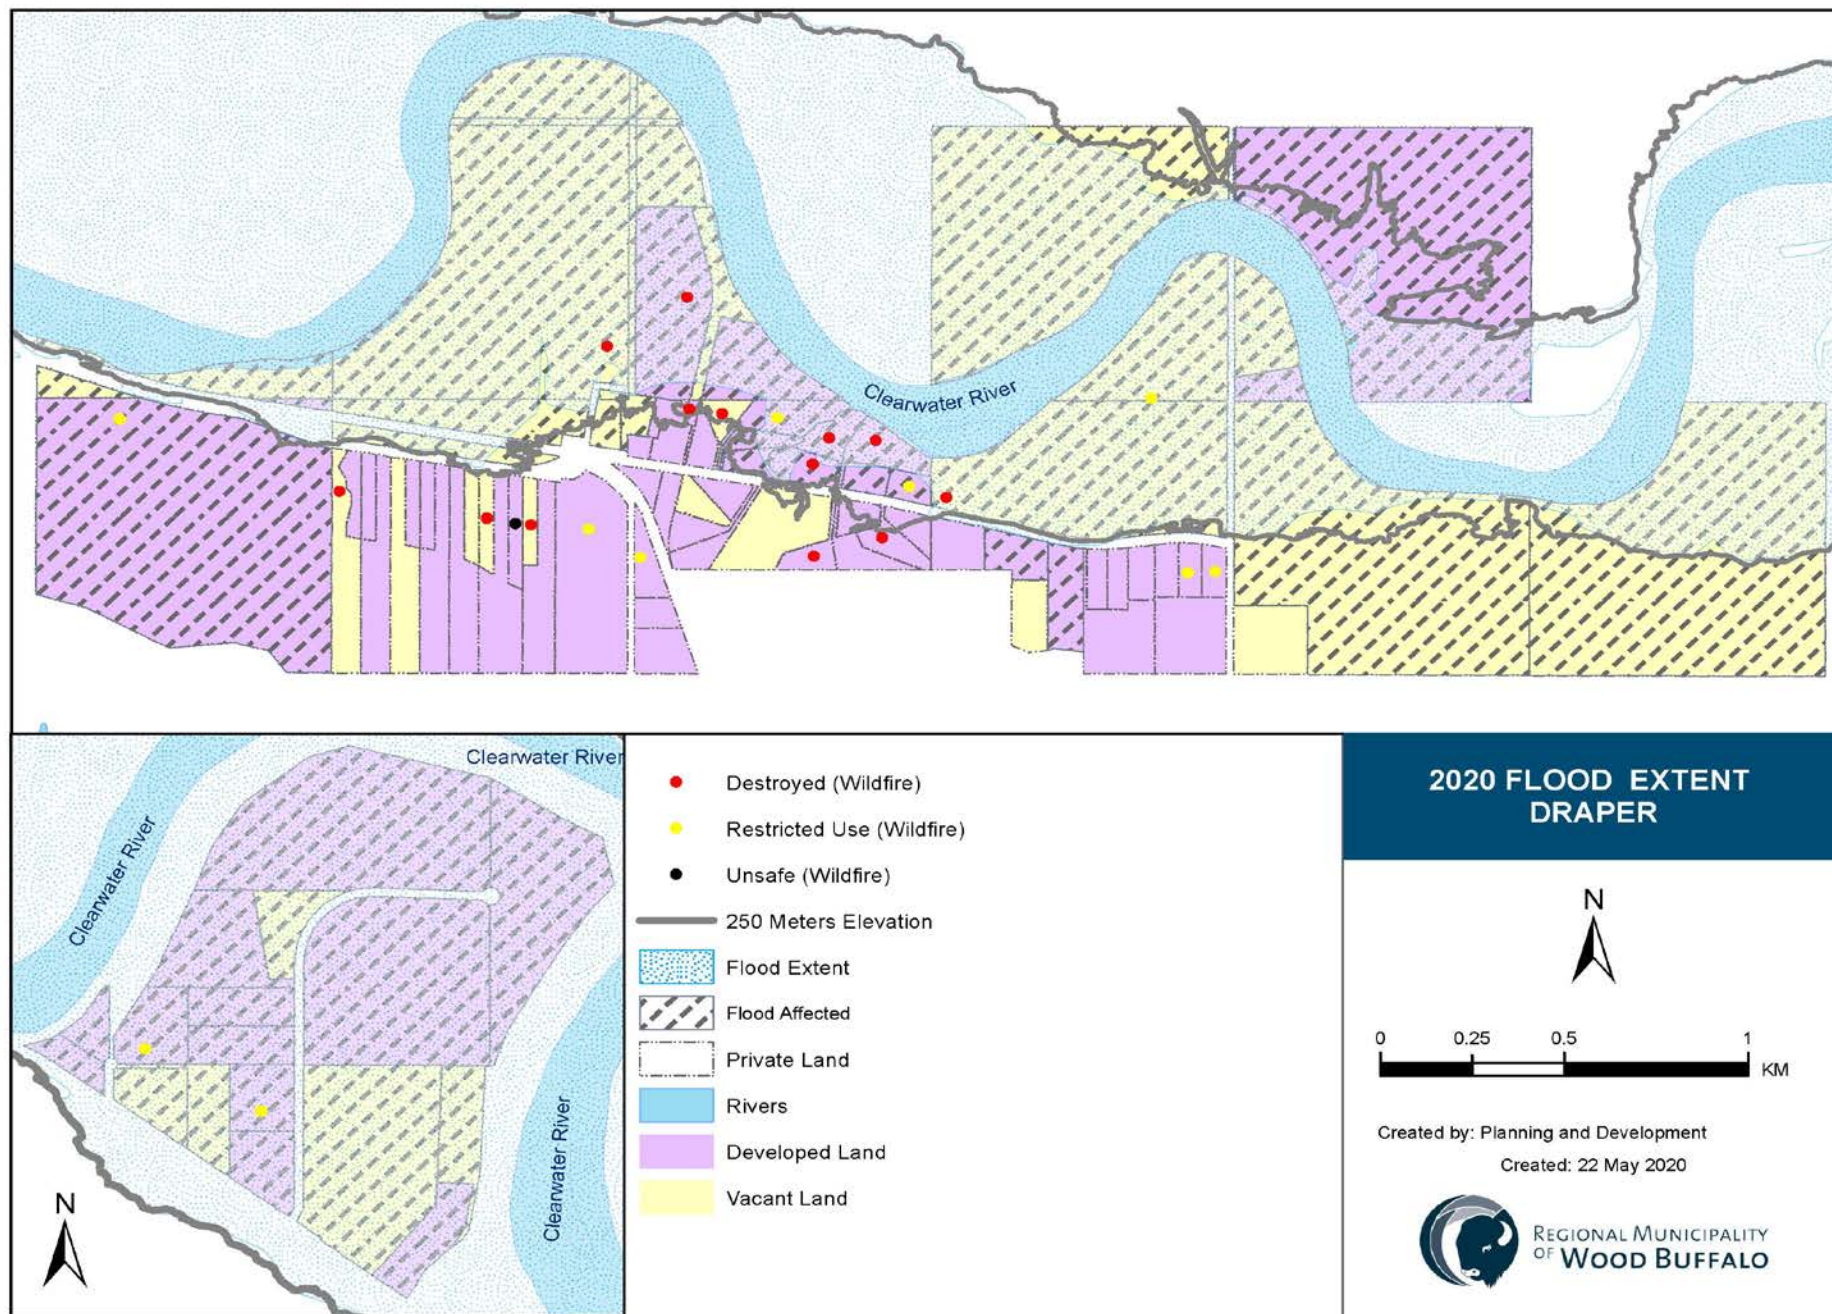 Clearwater River
Clearwater River
Clearwater River
Clearwater River
N
Destroyed (Wildfire)
Restricted Use (Wildfire)
Unsafe (Wildfire)
250 Meters Elevation
Flood Extent
Flood Affected
Private Land
Rivers
Developed Land
Vacant Land
2020 FLOOD EXTENT
DRAPER
N
0 0.25 0.5 1
KM
Created by: Planning and Development
Created: 22 May 2020
REGIONAL MUNICIPALITY
OF WOOD BUFFALO